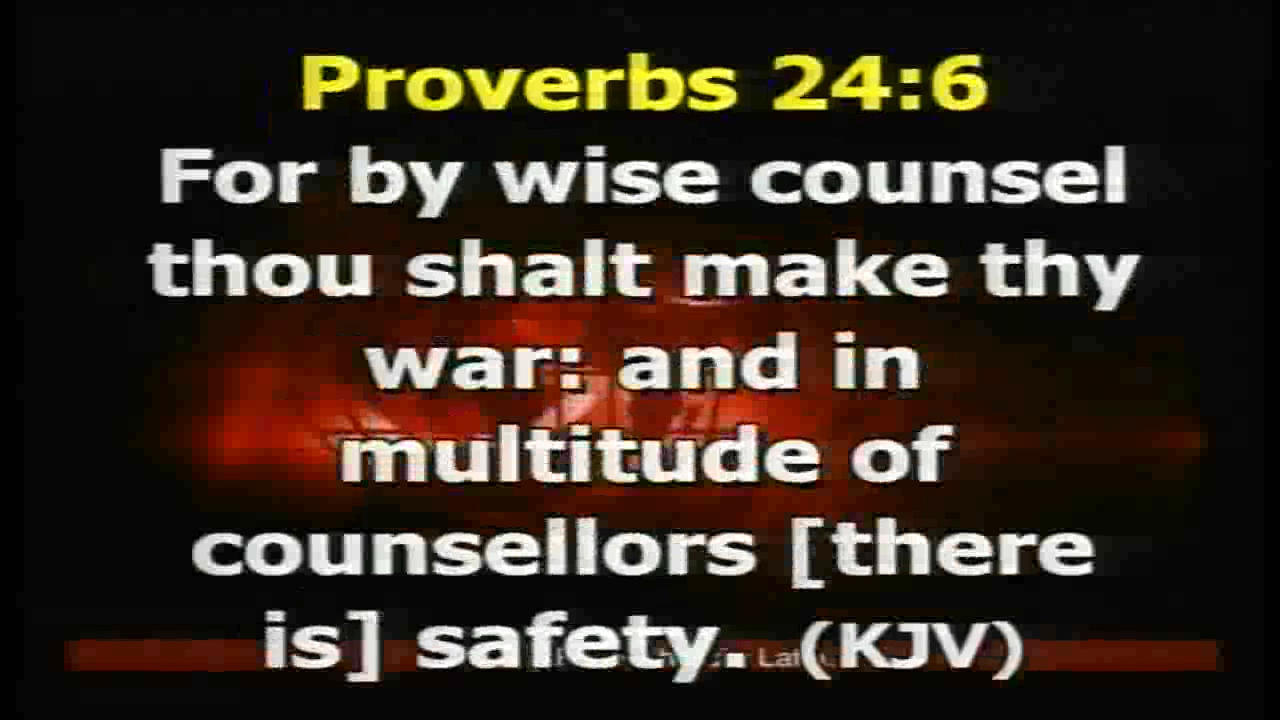 Proverbs 24:6
For by wise counsel
thou shalt make thy
war: and in
multitude of
counsellors [there
is] safety. (KJV)